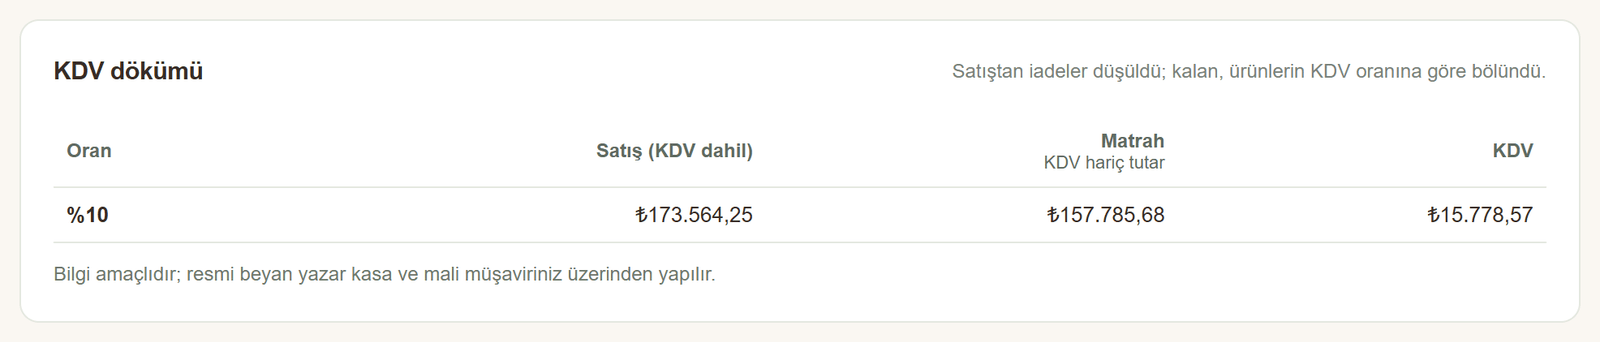 KDV dökümü
Satıştan iadeler düşüldü; kalan, ürünlerin KDV oranına göre bölündü.
Oran
Satış (KDV dahil)
Matrah
KDV hariç tutar
KDV
%10
₺173.564,25
₺157.785,68
₺15.778,57
Bilgi amaçlıdır; resmi beyan yazar kasa ve mali müşaviriniz üzerinden yapılır.